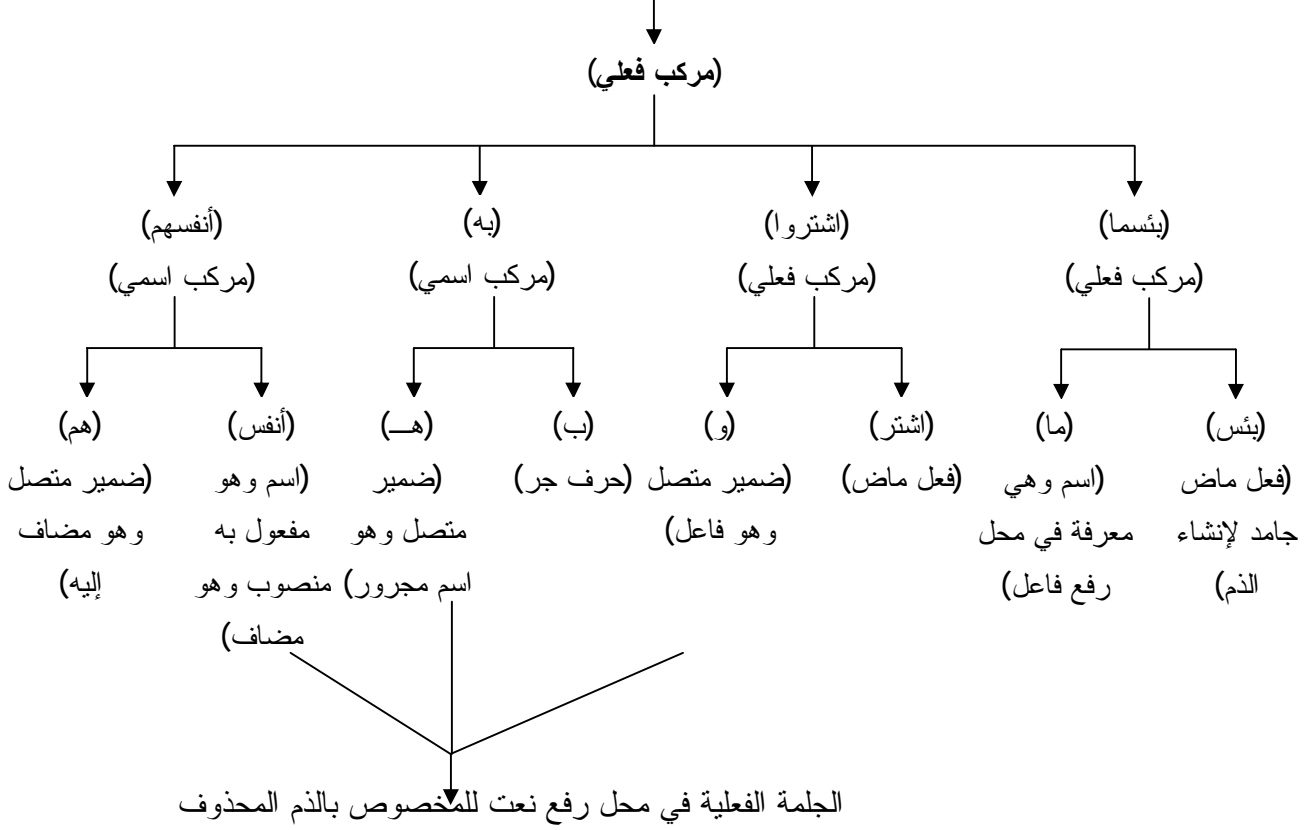 (مركب فعلي)
(بئسما) (اشتروا) (به) (أنفسهم)
(مركب فعلي) (مركب فعلي) (مركب اسمي) (مركب اسمي)
(بئس) (ما) (اشتر) (و) (ب) (هـ) (أنفس) (هم)
(فعل ماض (اسم وهي (فعل ماض) (ضمير متصل (حرف جر) (ضمير (اسم وهو (ضمير متصل
جامد لإنشاء معرفة في محل وهو فاعل) متصل وهو مفعول به وهو مضاف
الذم) رفع فاعل) اسم مجرور) منصوب وهو إليه)
مضاف)
الجلمة الفعلية في محل رفع نعت للمخصوص بالذم المحذوف